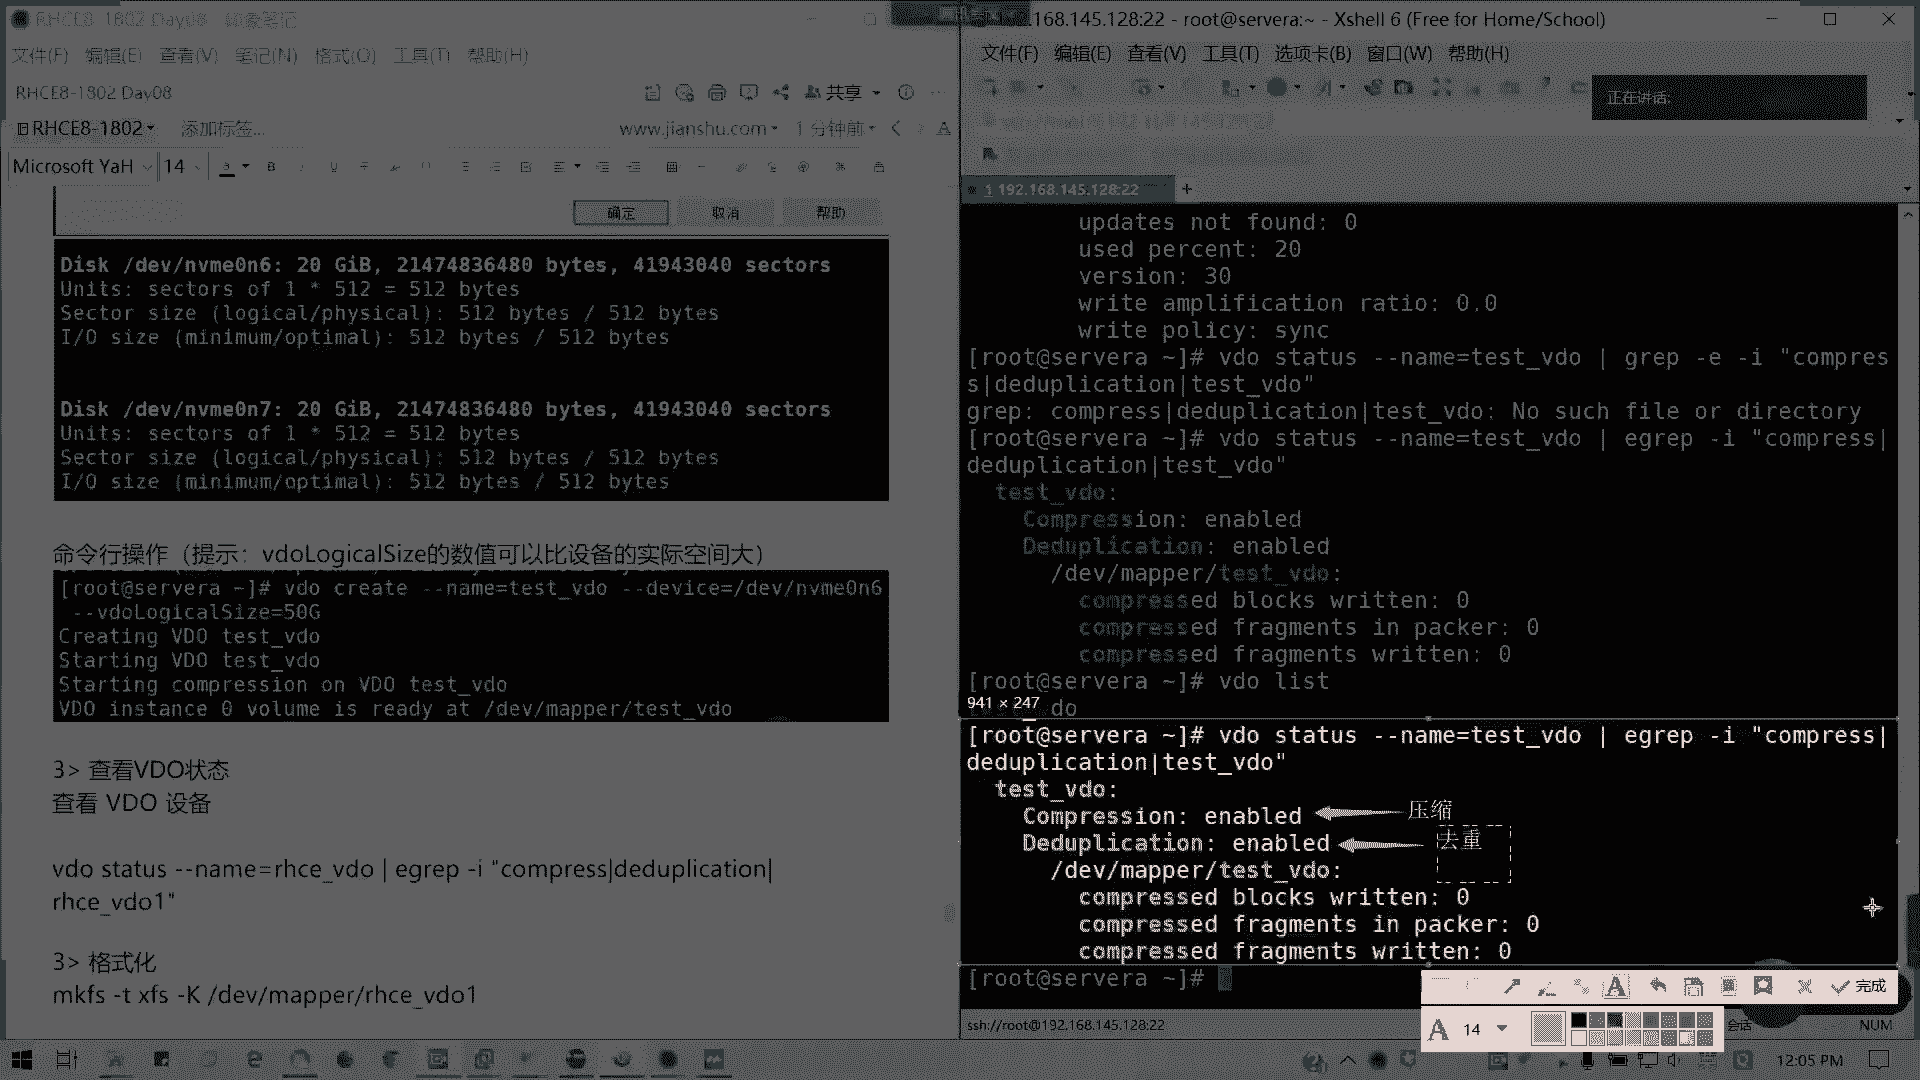 RHCE8-1802 Day08 - 印象笔记
文件(F) 编辑(E) 查看(V) 笔记(N) 格式(O) 工具(T) 帮助(H)
RHCE8-1802 Day08
共享
RHCE8-1802
添加标签...
www.jianshu.com
1 分钟前
Microsoft YaH
14
确定
取消
帮助
Disk /dev/nvme0n6: 20 GiB, 21474836480 bytes, 41943040 sectors
Units: sectors of 1 * 512 = 512 bytes
Sector size (logical/physical): 512 bytes / 512 bytes
I/O size (minimum/optimal): 512 bytes / 512 bytes
Disk /dev/nvme0n7: 20 GiB, 21474836480 bytes, 41943040 sectors
Units: sectors of 1 * 512 = 512 bytes
Sector size (logical/physical): 512 bytes / 512 bytes
I/O size (minimum/optimal): 512 bytes / 512 bytes
命令行操作（提示：vdoLogicalSize的数值可以比设备的实际空间大）
[root@servera ~]# vdo create --name=test_vdo --device=/dev/nvme0n6
--vdoLogicalSize=50G
Creating VDO test_vdo
Starting VDO test_vdo
Starting compression on VDO test_vdo
VDO instance 0 volume is ready at /dev/mapper/test_vdo
3> 查看VDO状态
查看 VDO 设备
vdo status --name=rhce_vdo | egrep -i "compress|deduplication|
rhce_vdo1"
3> 格式化
mkfs -t xfs -K /dev/mapper/rhce_vdo1
.168.145.128:22 - root@servera:~ - Xshell 6 (Free for Home/School)
文件(F) 编辑(E) 查看(V) 工具(T) 选项卡(B) 窗口(W) 帮助(H)
正在讲话:
1 192.168.145.128:22
updates not found: 0
used percent: 20
version: 30
write amplification ratio: 0.0
write policy: sync
[root@servera ~]# vdo status --name=test_vdo | grep -e -i "compres
s|deduplication|test_vdo"
grep: compress|deduplication|test_vdo: No such file or directory
[root@servera ~]# vdo status --name=test_vdo | egrep -i "compress|
deduplication|test_vdo"
test_vdo:
Compression: enabled
Deduplication: enabled
/dev/mapper/test_vdo:
compressed blocks written: 0
compressed fragments in packer: 0
compressed fragments written: 0
[root@servera ~]# vdo list
941 × 247
do
[root@servera ~]# vdo status --name=test_vdo | egrep -i "compress|
deduplication|test_vdo"
test_vdo:
Compression: enabled
压缩
Deduplication: enabled
去重
/dev/mapper/test_vdo:
compressed blocks written: 0
compressed fragments in packer: 0
compressed fragments written: 0
[root@servera ~]#
完成
ssh://root@192.168.145.128:22
A 14
会话
NUM
12:05 PM